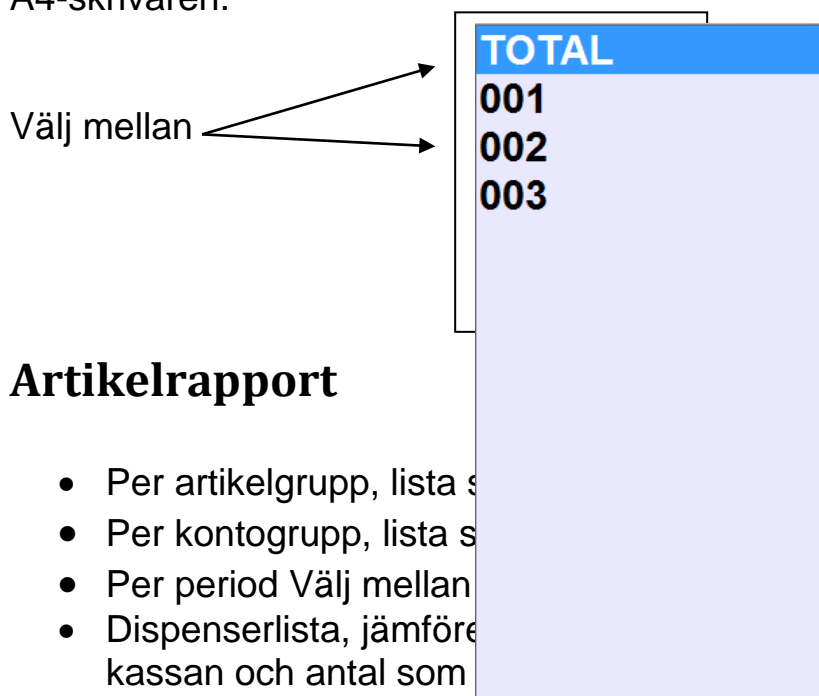 A4-skrivaren.
TOTAL
001
Välj mellan
002
003
Artikelrapport
• Per artikelgrupp, lista
• Per kontogrupp, lista
• Per period Välj mellan
• Dispenserlista,
kassan och antal som